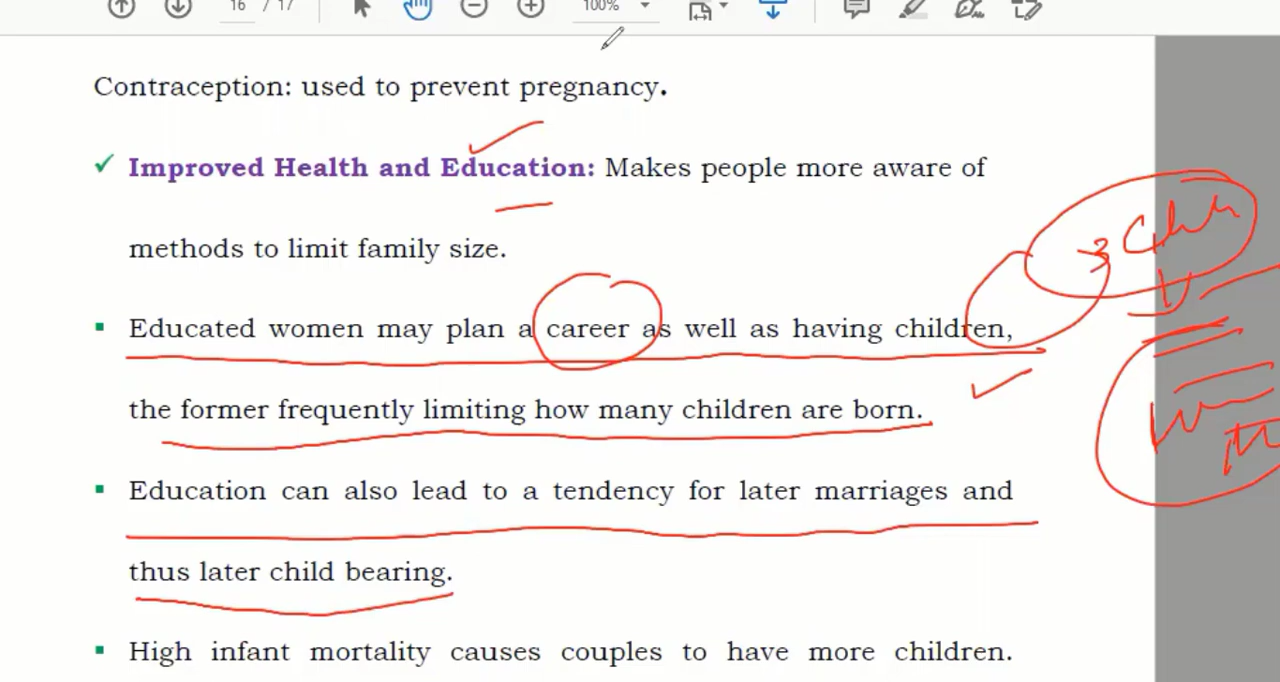 16 / 17
100%
Contraception: used to prevent pregnancy.
Improved Health and Education: Makes people more aware of
methods to limit family size.
Educated women may plan a career as well as having children,
the former frequently limiting how many children are born.
Education can also lead to a tendency for later marriages and
thus later child bearing.
High infant mortality causes couples to have more children.